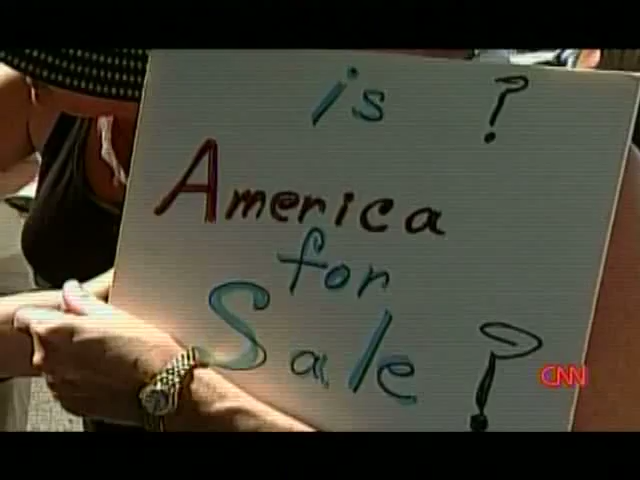 is ?
America
for
Sale ?
CNN